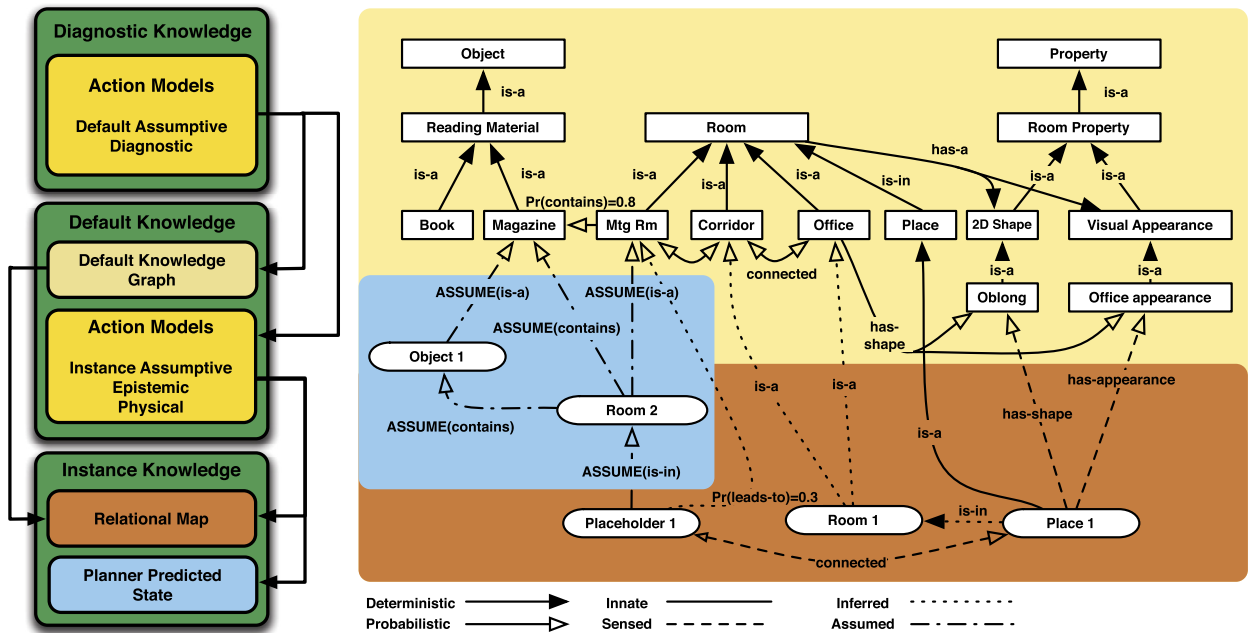 Diagnostic Knowledge
Action Models
Default Assumptive
Diagnostic
Default Knowledge
Default Knowledge
Graph
Action Models
Instance Assumptive
Epistemic
Physical
Instance Knowledge
Relational Map
Planner Predicted
State
Object
Property
is-a
is-a
Reading Material
Room
Room Property
has-a
is-a
is-a
is-a
is-a
is-a
is-in
is-a
is-a
Pr(contains)=0.8
Book
Magazine
Mtg Rm
Corridor
Office
Place
2D Shape
Visual Appearance
connected
is-a
is-a
ASSUME(is-a)
ASSUME(is-a)
Oblong
Office appearance
ASSUME(contains)
has-
shape
Object 1
has-appearance
is-a
is-a
Room 2
has-shape
ASSUME(contains)
is-a
ASSUME(is-in)
Pr(leads-to)=0.3
Placeholder 1
Room 1
is-in
Place 1
connected
Deterministic
Innate
Inferred
Probabilistic
Sensed
Assumed